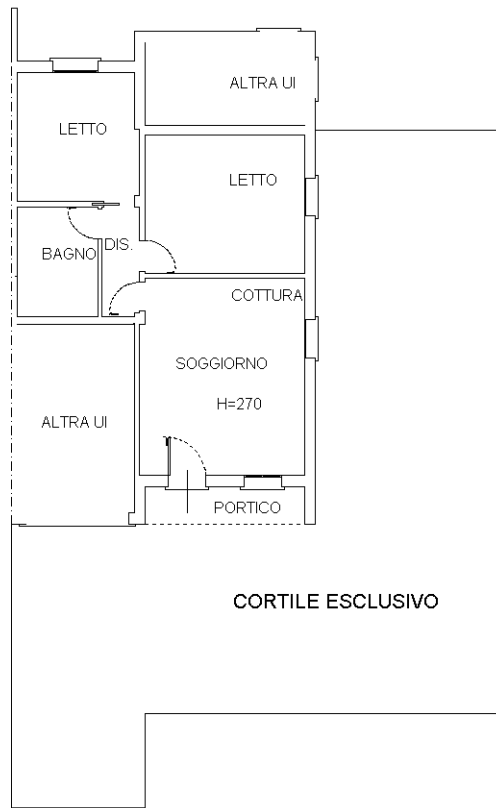 ALTRA UI
LETTO
LETTO
DIS.
BAGNO
COTTURA
SOGGIORNO
H=270
ALTRA UI
PORTICO
CORTILE ESCLUSIVO